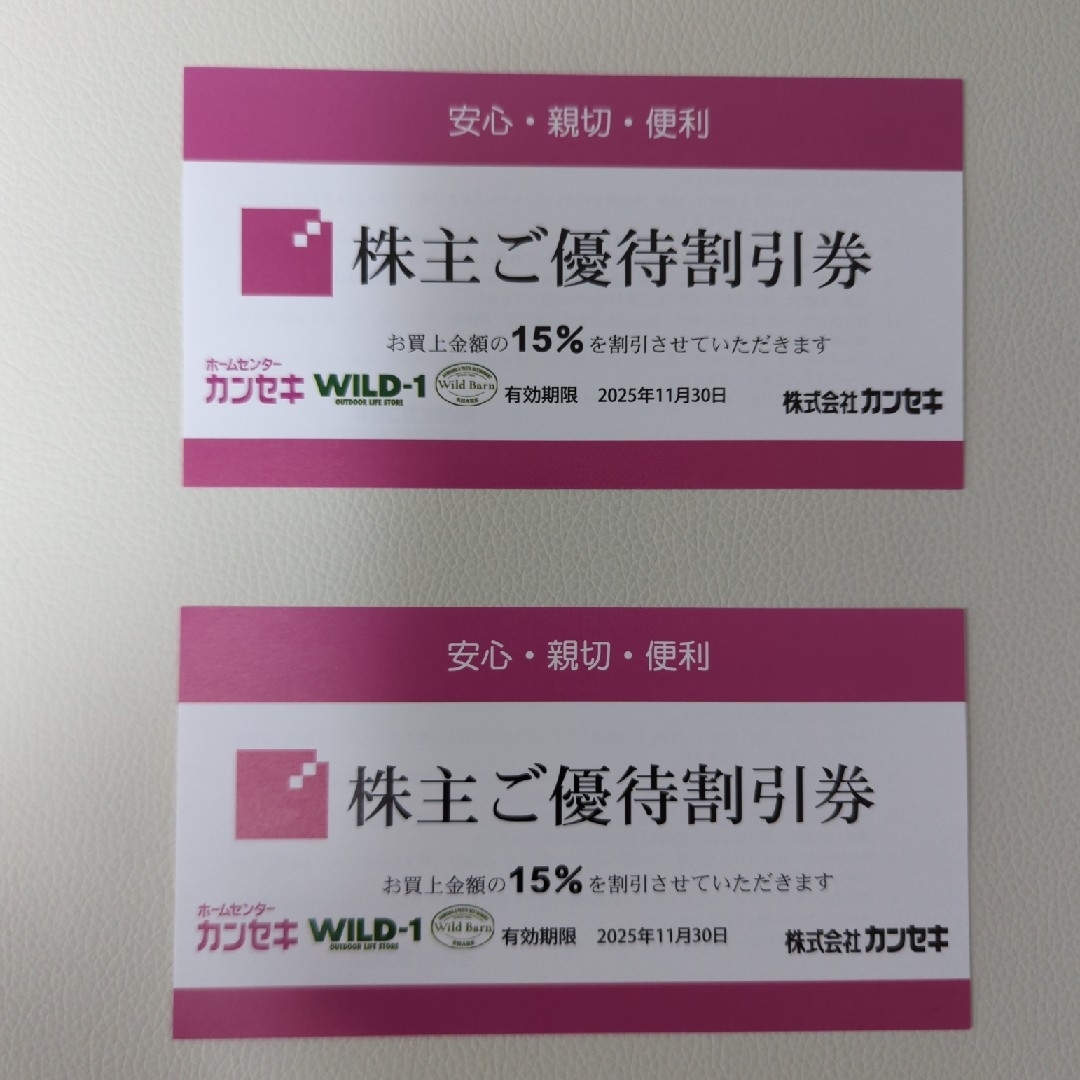 安心・親切・便利
株主ご優待割引券
お買上金額の15%を割引させていただきます
ホームセンター
カンセキ WILD-1 Wild Barn 有効期限 2025年11月30日 株式会社カンセキ
OUTDOOR LIFE STORE
安心・親切・便利
株主ご優待割引券
お買上金額の15%を割引させていただきます
ホームセンター
カンセキ WILD-1 Wild Barn 有効期限 2025年11月30日 株式会社カンセキ
OUTDOOR LIFE STORE